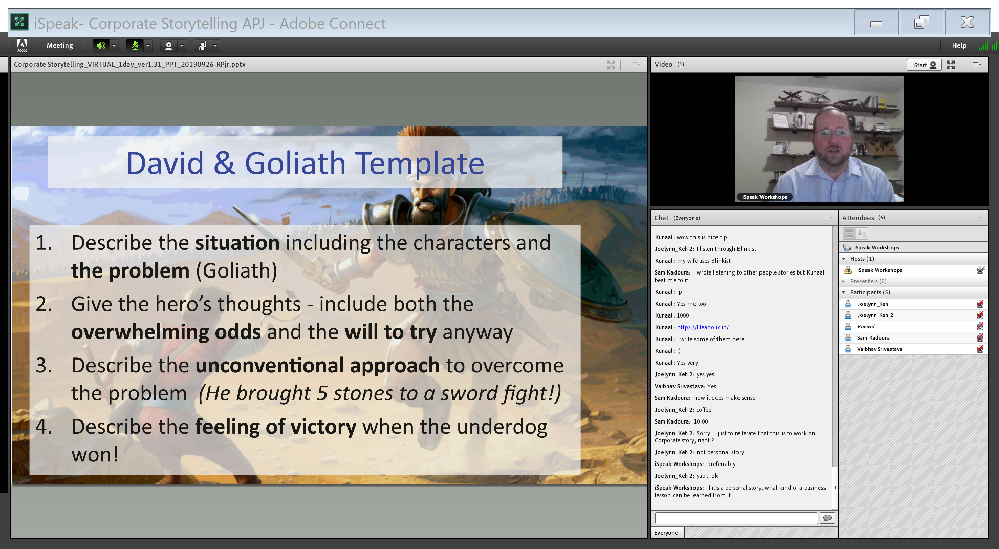 iSpeak- Corporate Storytelling APJ - Adobe Connect
Adobe
Meeting
Help
Corporate Storytelling_VIRTUAL_1day_ver1.31_PPT_20190926-RPjr.pptx
David & Goliath Template
1. Describe the situation including the characters and
the problem (Goliath)
2. Give the hero’s thoughts - include both the
overwhelming odds and the will to try anyway
3. Describe the unconventional approach to overcome
the problem (He brought 5 stones to a sword fight!)
4. Describe the feeling of victory when the underdog
won!
Video (1)
Start
iSpeak Workshops
Chat (Everyone)
Kunaal: wow this is nice tip
Joelynn_Keh 2: I listen through Blinkist
Kunaal: my wife uses Blinkist
Sam Kadoura: I wrote listening to other people stories but Kunaal
beat me to it
Kunaal: :p
Kunaal: Yes me too
Kunaal: 1000
Kunaal: https://lifeaholic.in/
Kunaal: I write some of them here
Kunaal: :)
Kunaal: Yes very
Joelynn_Keh 2: yes yes
Vaibhav Srivastava: Yes
Sam Kadoura: now it does make sense
Joelynn_Keh 2: coffee !
Sam Kadoura: 10:00
Joelynn_Keh 2: Sorry ... just to reiterate that this is to work on
Corporate story, right ?
Joelynn_Keh 2: not personal story
iSpeak Workshops: preferrably
Joelynn_Keh 2: yup .. ok
iSpeak Workshops: if it's a personal story, what kind of a business
lesson can be learned from it
Everyone
Attendees (6)
iSpeak Workshops
Hosts (1)
iSpeak Workshops
Presenters (0)
Participants (5)
Joelynn_Keh
Joelynn_Keh 2
Kunaal
Sam Kadoura
Vaibhav Srivastava